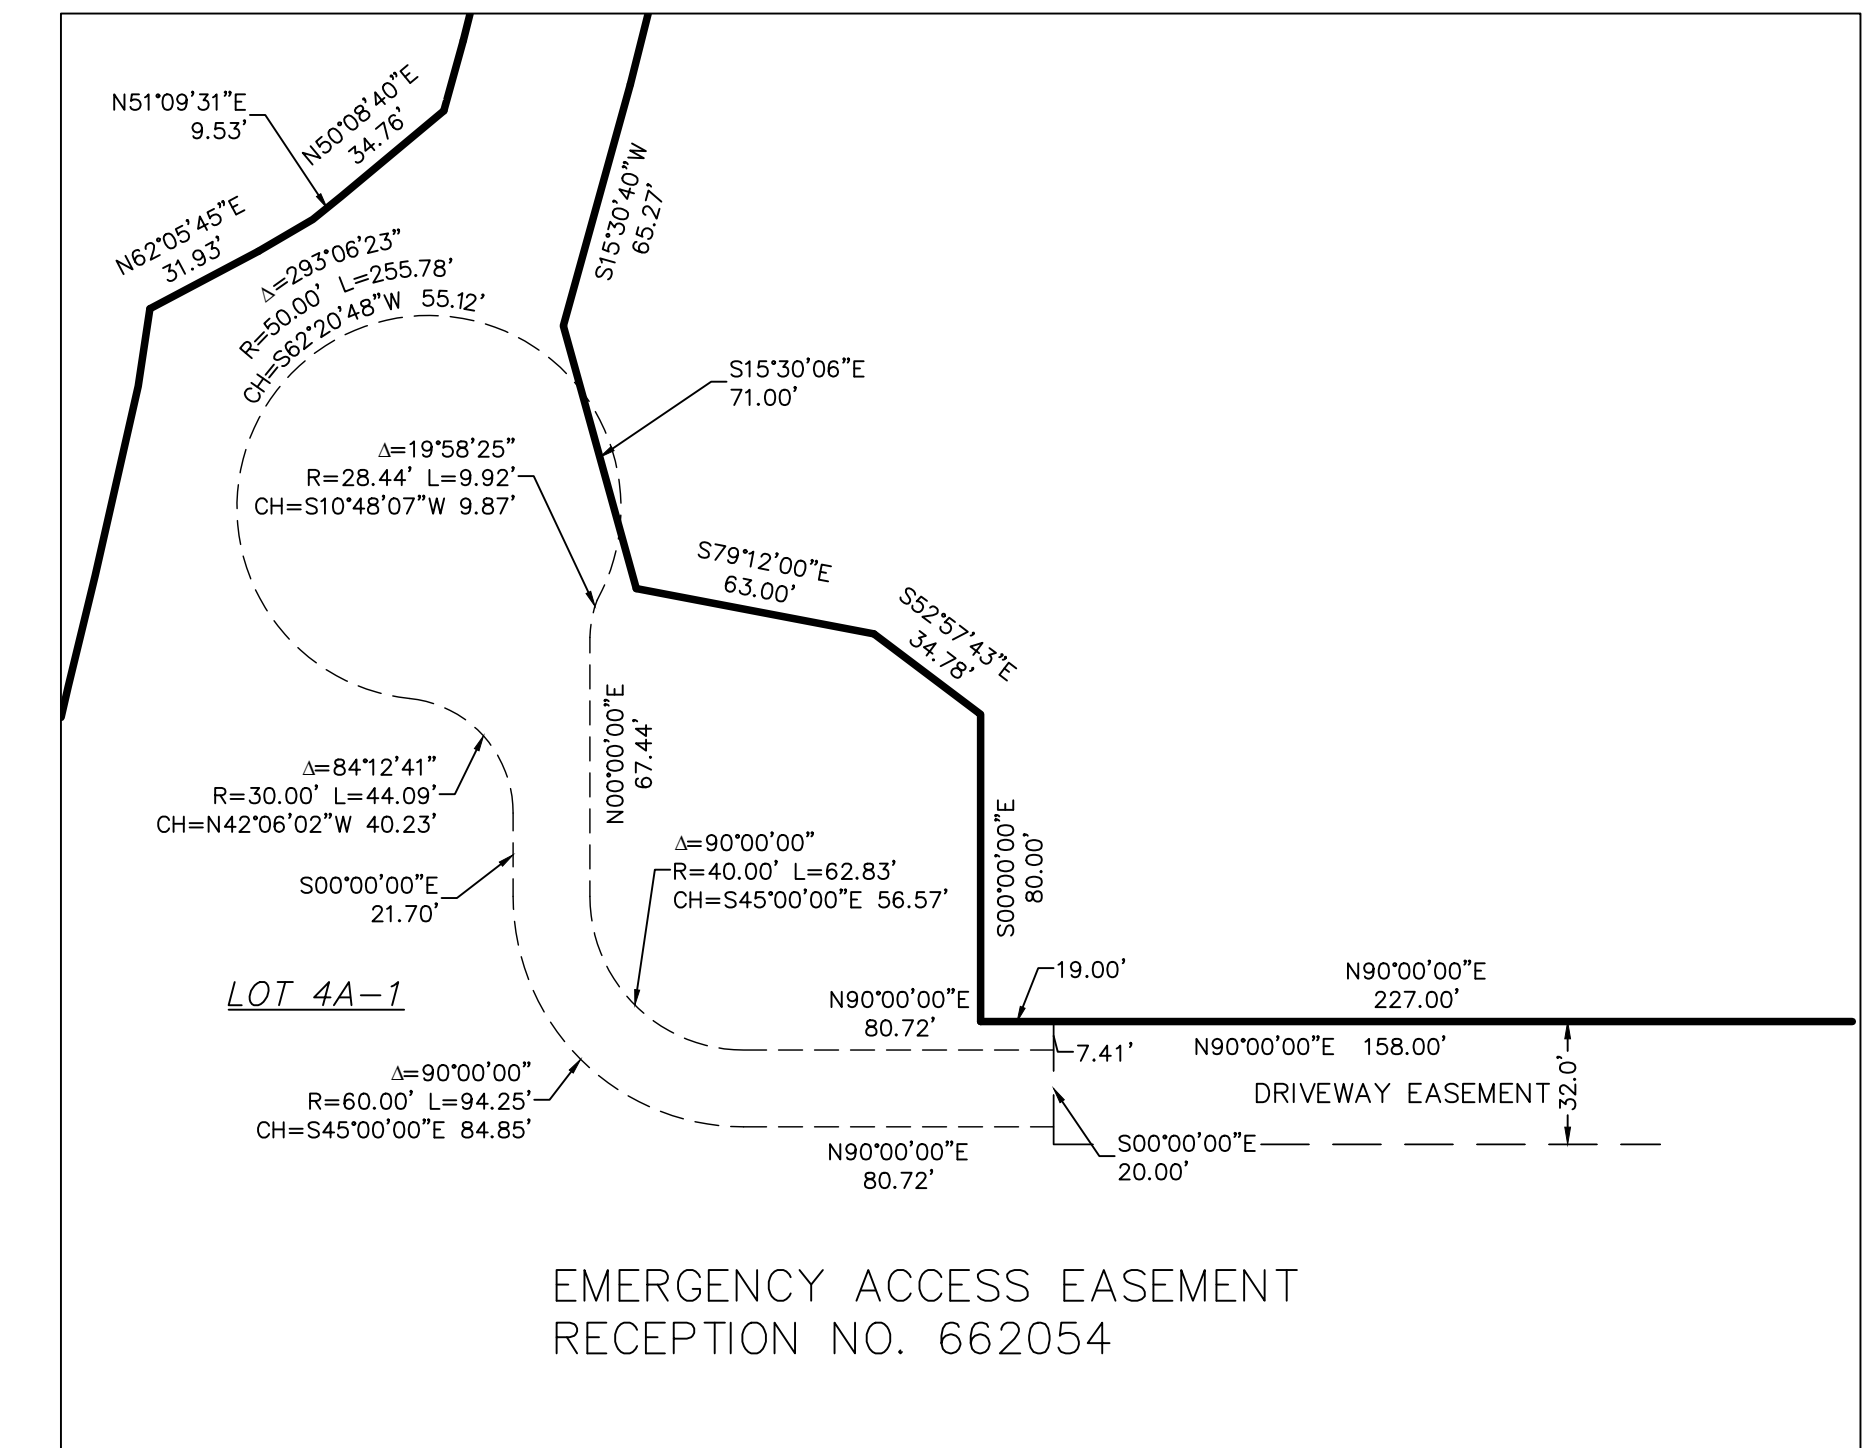 N51°09'31"E
9.53'
N50°08'40"E
34.76'
N62°05'45"E
31.93'
Δ=293°06'23"
R=50.00' L=255.78'
CH=S62°20'48"W 55.12'
S15°30'40"W
65.27'
S15°30'06"E
71.00'
Δ=19°58'25"
R=28.44' L=9.92'
CH=S10°48'07"W 9.87'
S79°12'00"E
63.00'
S52°57'43"E
34.78'
N00°00'00"E
67.44'
Δ=84°12'41"
R=30.00' L=44.09'
CH=N42°06'02"W 40.23'
S00°00'00"E
80.00'
Δ=90°00'00"
R=40.00' L=62.83'
CH=S45°00'00"E 56.57'
S00°00'00"E
21.70'
LOT 4A-1
19.00'
N90°00'00"E
227.00'
N90°00'00"E
80.72'
7.41'
N90°00'00"E 158.00'
DRIVEWAY EASEMENT
32.0'
Δ=90°00'00"
R=60.00' L=94.25'
CH=S45°00'00"E 84.85'
N90°00'00"E
80.72'
S00°00'00"E
20.00'
EMERGENCY ACCESS EASEMENT
RECEPTION NO. 662054